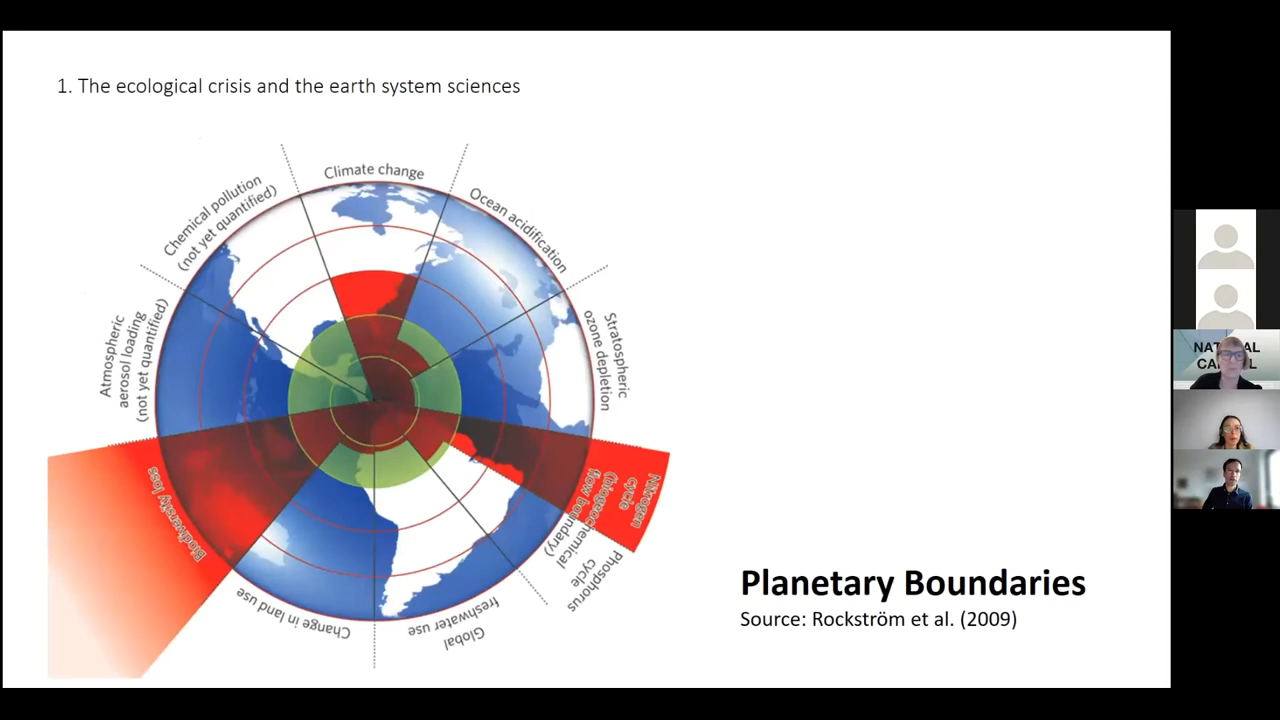 1. The ecological crisis and the earth system sciences
Climate change
Ocean acidification
Stratospheric
ozone depletion
Nitrogen
cycle
(biogeochemical
flow boundary)
Phosphorus
cycle
Global
freshwater use
Change in land use
Biodiversity loss
Atmospheric
aerosol loading
(not yet quantified)
Chemical pollution
(not yet quantified)
Planetary Boundaries
Source: Rockström et al. (2009)